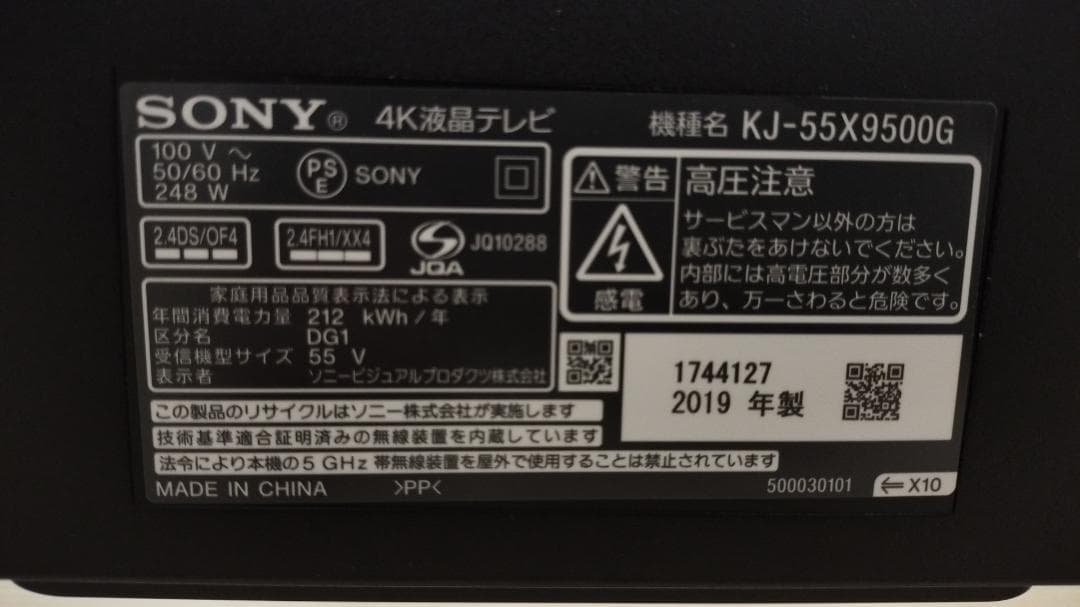 SONY® 4K液晶テレビ 機種名 KJ-55X9500G
100 V ～
50/60 Hz
248 W
PS
E
SONY
2.4DS/OF4
2.4FH1/XX4
JQA
JQ10288
家庭用品品質表示法による表示
年間消費電力量 212 kWh/年
区分名 DG1
受信機型サイズ 55 V
表示者 ソニービジュアルプロダクツ株式会社
警告
感電
高圧注意
サービスマン以外の方は
裏ぶたをあけないでください。
内部には高電圧部分が数多く
あり、万一さわると危険です。
1744127
2019 年製
この製品のリサイクルはソニー株式会社が実施します
技術基準適合証明済みの無線装置を内蔵しています
法令により本機の5 GHz 帯無線装置を屋外で使用することは禁止されています
MADE IN CHINA >PP< 500030101 ⇐ X10